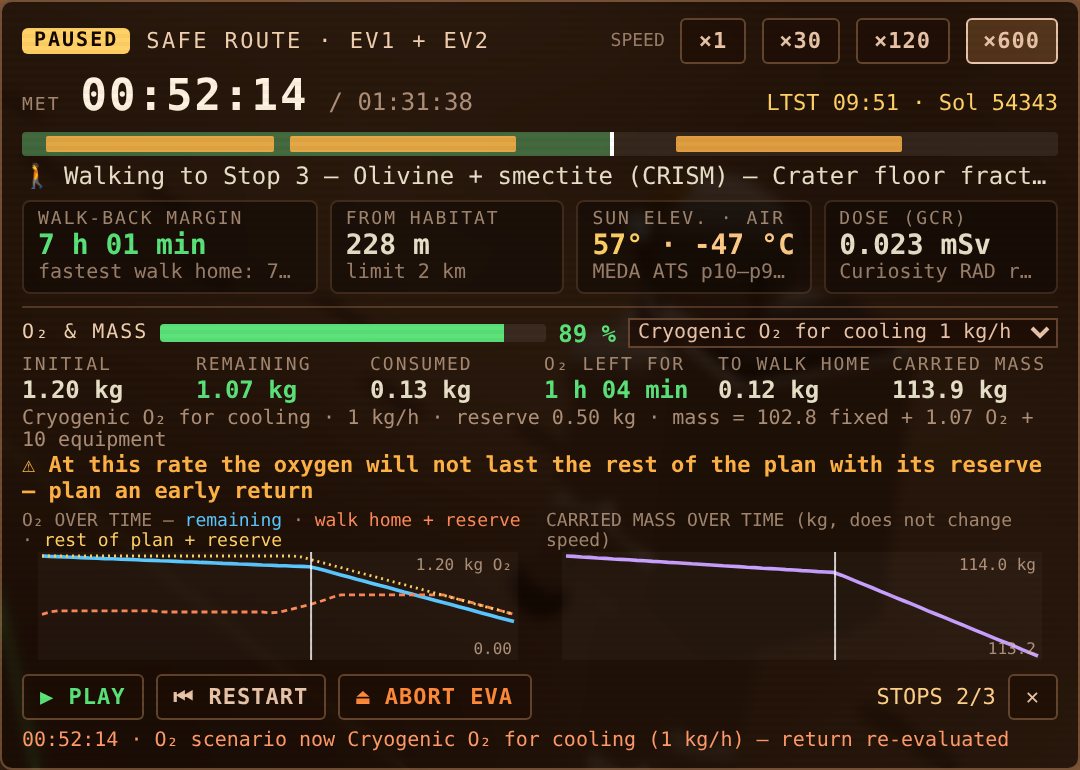 PAUSED SAFE ROUTE · EV1 + EV2 SPEED ×1 ×30 ×120 ×600
MET 00:52:14 / 01:31:38 LTST 09:51 · Sol 54343
Walking to Stop 3 — Olivine + smectite (CRISM) — Crater floor fract…
WALK-BACK MARGIN FROM HABITAT SUN ELEV. · AIR DOSE (GCR)
7 h 01 min 228 m 57° · -47 °C 0.023 mSv
fastest walk home: 7… limit 2 km MEDA ATS p10–p9… Curiosity RAD r…
O₂ & MASS 89 % Cryogenic O₂ for cooling 1 kg/h
INITIAL REMAINING CONSUMED O₂ LEFT FOR TO WALK HOME CARRIED MASS
1.20 kg 1.07 kg 0.13 kg 1 h 04 min 0.12 kg 113.9 kg
Cryogenic O₂ for cooling · 1 kg/h · reserve 0.50 kg · mass = 102.8 fixed + 1.07 O₂ +
10 equipment
⚠ At this rate the oxygen will not last the rest of the plan with its reserve
— plan an early return
O₂ OVER TIME — remaining · walk home + reserve
· rest of plan + reserve
CARRIED MASS OVER TIME (kg, does not change
speed)
1.20 kg O₂ 114.0 kg
0.00 113.2
▶ PLAY ⏮ RESTART ⏏ ABORT EVA STOPS 2/3 ×
00:52:14 · O₂ scenario now Cryogenic O₂ for cooling (1 kg/h) — return re-evaluated